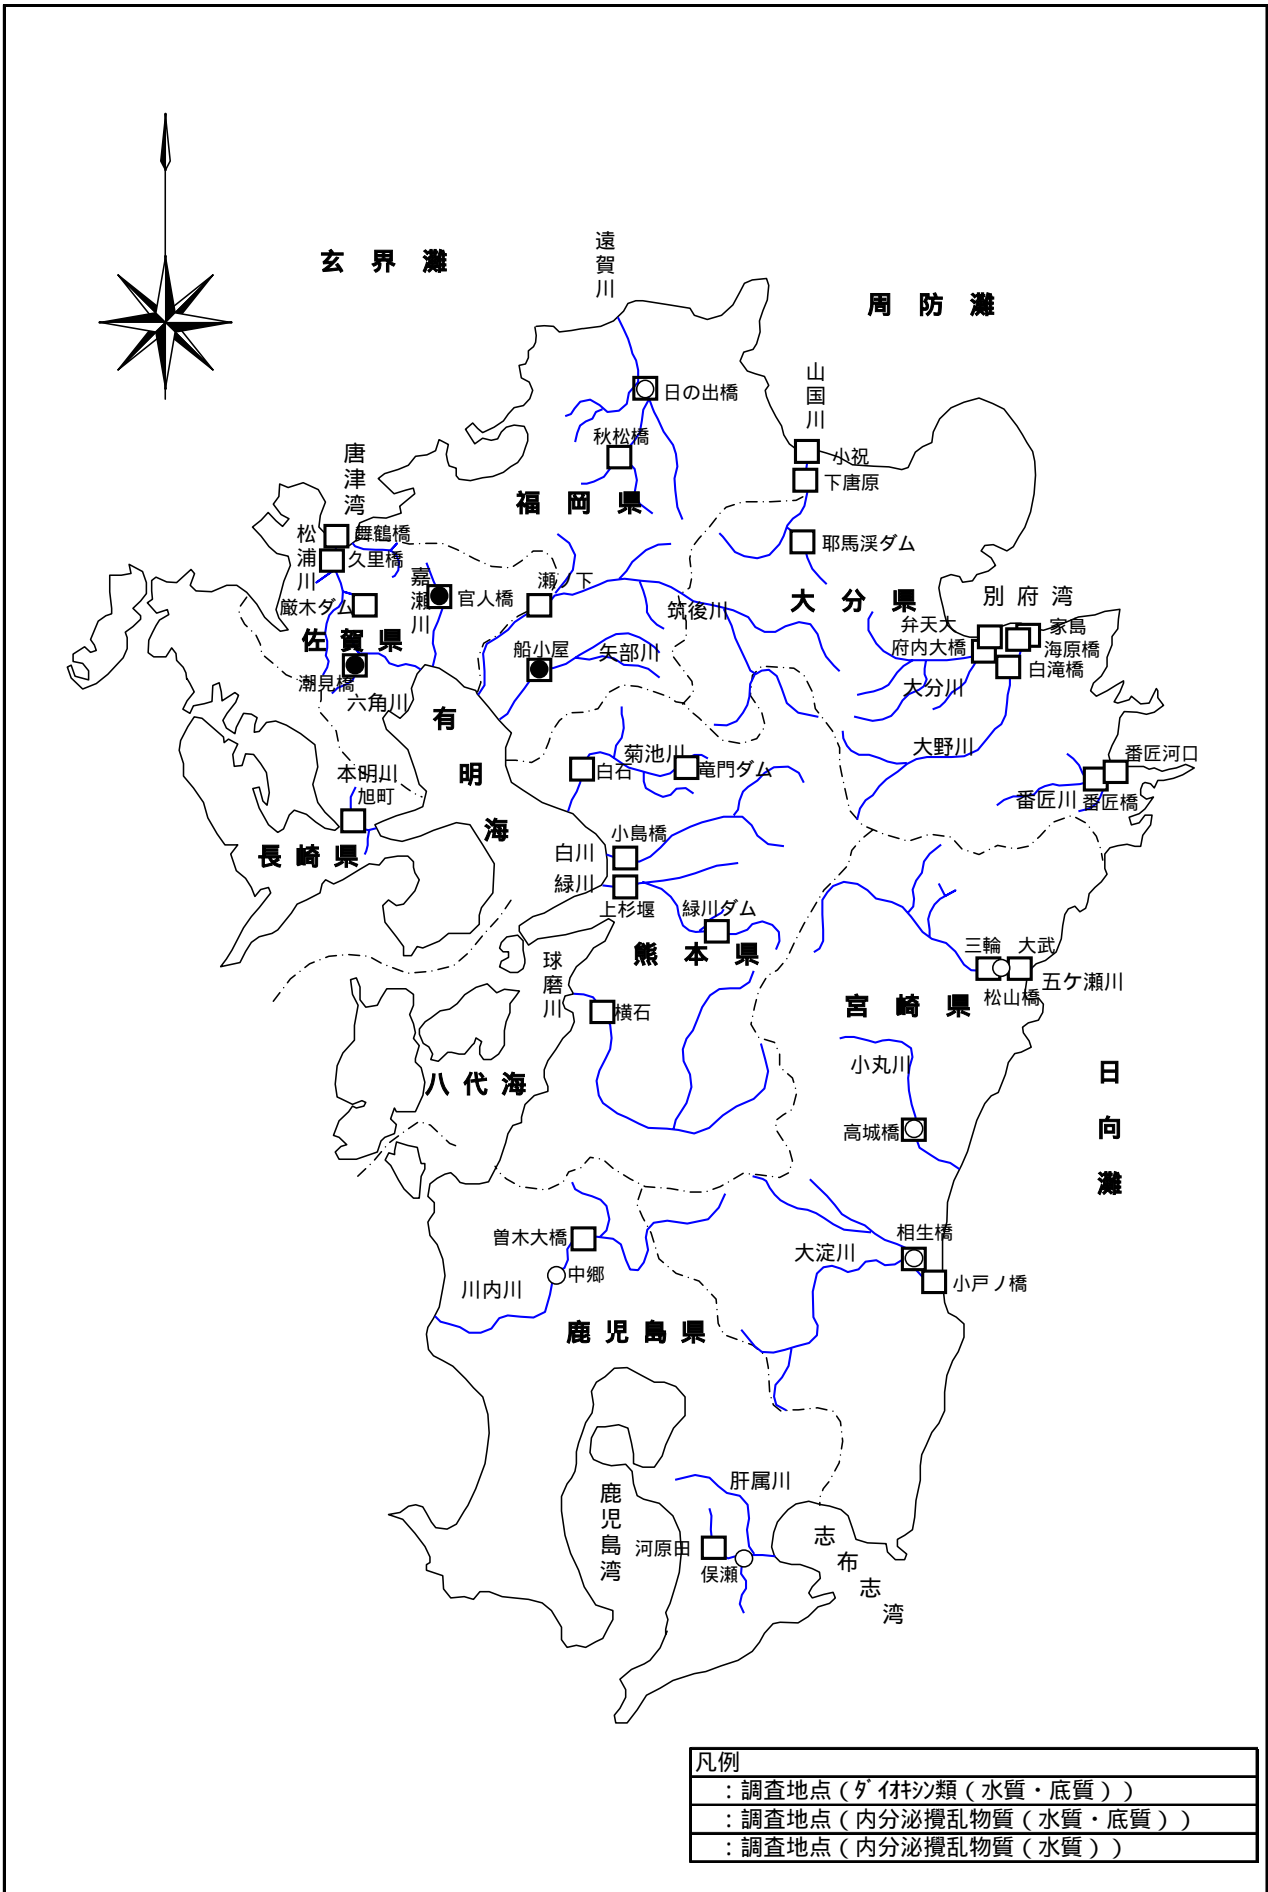 玄界灘
遠賀川
周防灘
山国川
日の出橋
秋松橋
小祝
下唐原
唐津湾
福岡県
松浦川
舞鶴橋
久里橋
耶馬渓ダム
嘉瀬川
官人橋
瀬ノ下
厳木ダム
筑後川
大分県
別府湾
弁天大
家島
府内大橋
海原橋
白滝橋
佐賀県
船小屋
矢部川
潮見橋
六角川
大分川
有明海
大野川
菊池川
白石
竜門ダム
番匠河口
番匠川
番匠橋
本明川
旭町
長崎県
小島橋
白川
緑川
上杉堰
緑川ダム
熊本県
三輪
大武
五ケ瀬川
松山橋
球磨川
横石
宮崎県
八代海
小丸川
日向灘
高城橋
曽木大橋
中郷
川内川
相生橋
大淀川
小戸ノ橋
鹿児島県
鹿児島湾
肝属川
河原田
俣瀬
志布志湾
凡例
：調査地点（ダイオキシン類（水質・底質））
：調査地点（内分泌攪乱物質（水質・底質））
：調査地点（内分泌攪乱物質（水質））